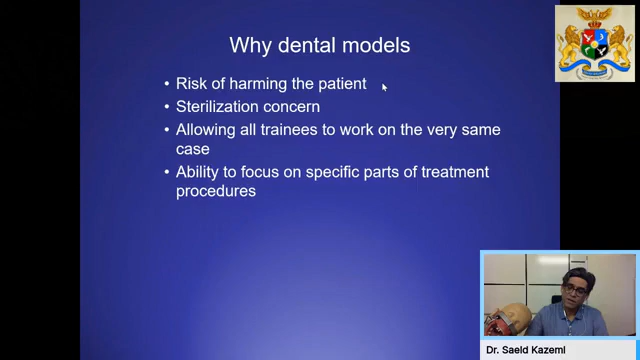 Why dental models
• Risk of harming the patient
• Sterilization concern
• Allowing all trainees to work on the very same
case
• Ability to focus on specific parts of treatment
procedures
Dr. Saeid Kazemi